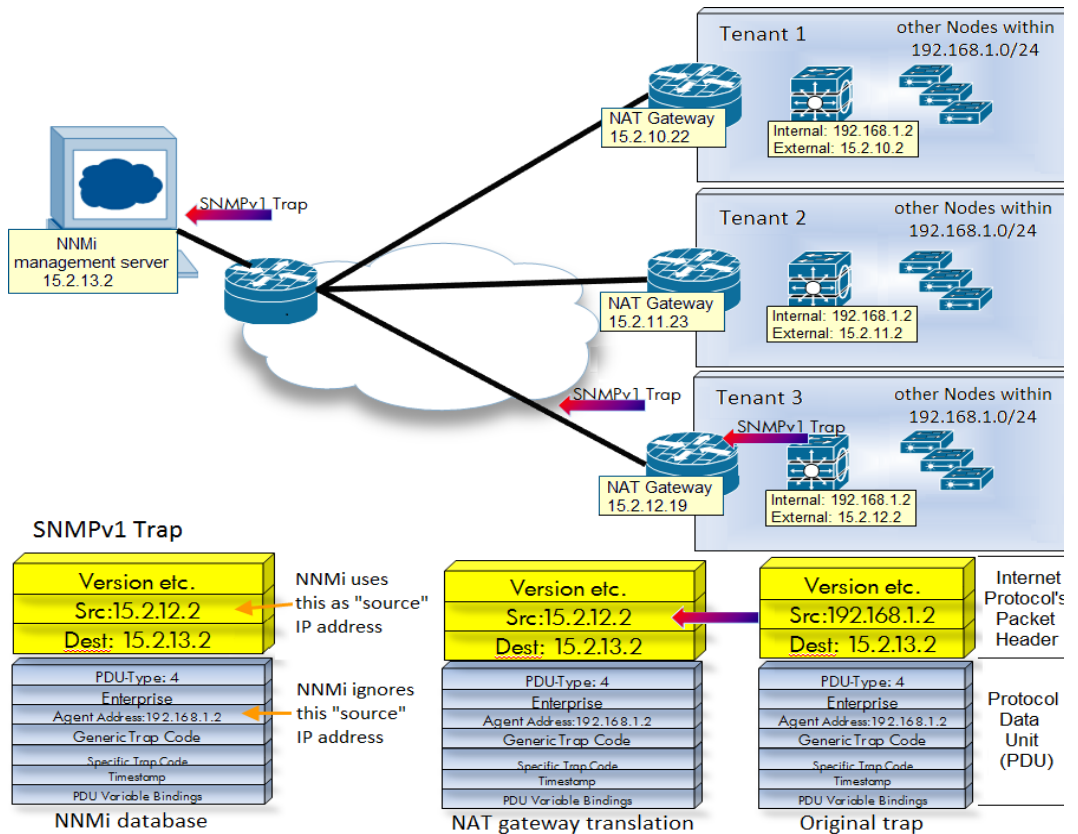 Tenant 1
other Nodes within
192.168.1.0/24
NAT Gateway
15.2.10.22
Internal: 192.168.1.2
External: 15.2.10.2
SNMPv1 Trap
NNMi
management server
15.2.13.2
Tenant 2
other Nodes within
192.168.1.0/24
NAT Gateway
15.2.11.23
Internal: 192.168.1.2
External: 15.2.11.2
SNMPv1 Trap
Tenant 3
other Nodes within
192.168.1.0/24
SNMPv1 Trap
NAT Gateway
15.2.12.19
Internal: 192.168.1.2
External: 15.2.12.2
SNMPv1 Trap
Version etc.
Src:15.2.12.2
Dest: 15.2.13.2
NNMi uses
this as "source"
IP address
PDU-Type: 4
Enterprise
Agent Address:192.168.1.2
Generic Trap Code
Specific Trap Code
Timestamp
PDU Variable Bindings
NNMi ignores
this "source"
IP address
NNMi database
Version etc.
Src:15.2.12.2
Dest: 15.2.13.2
PDU-Type: 4
Enterprise
Agent Address:192.168.1.2
Generic Trap Code
Specific Trap Code
Timestamp
PDU Variable Bindings
NAT gateway translation
Version etc.
Src:192.168.1.2
Dest: 15.2.13.2
PDU-Type: 4
Enterprise
Agent Address:192.168.1.2
Generic Trap Code
Specific Trap Code
Timestamp
PDU Variable Bindings
Original trap
Internet
Protocol's
Packet
Header
Protocol
Data
Unit
(PDU)